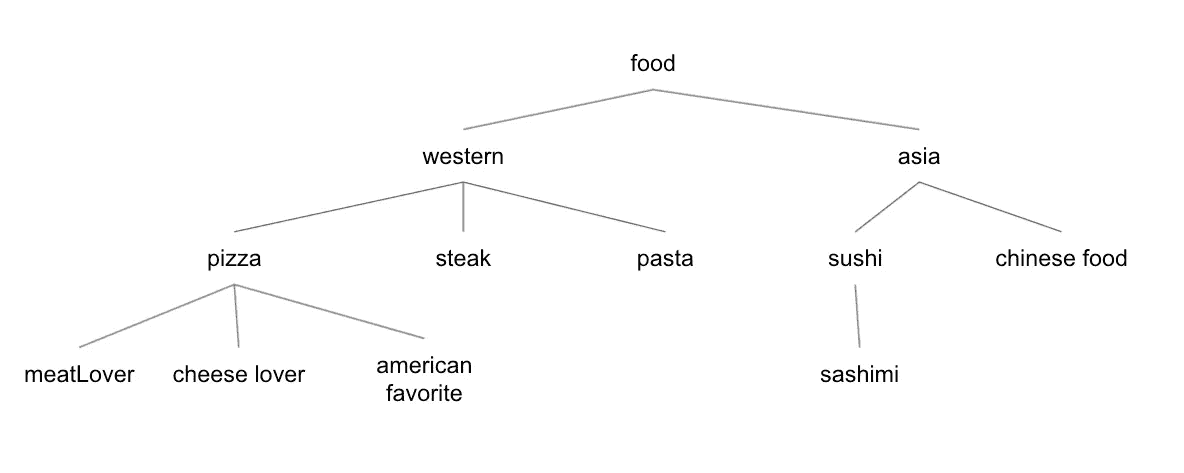 food
western
asia
pizza
steak
pasta
sushi
chinese food
meatLover
cheese lover
american
favorite
sashimi